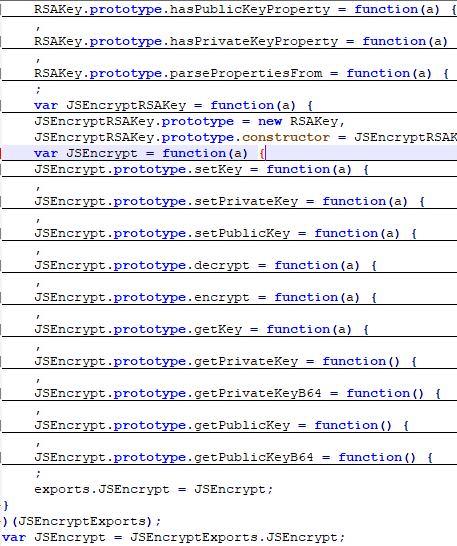 RSAKey.prototype.hasPublicKeyProperty = function(a) {
,
RSAKey.prototype.hasPrivateKeyProperty = function(a)
,
RSAKey.prototype.parsePropertiesFrom = function(a) {
;
var JSEncryptRSAKey = function(a) {
JSEncryptRSAKey.prototype = new RSAKey,
JSEncryptRSAKey.prototype.constructor = JSEncryptRSAK
var JSEncrypt = function(a) {
JSEncrypt.prototype.setKey = function(a) {
,
JSEncrypt.prototype.setPrivateKey = function(a) {
,
JSEncrypt.prototype.setPublicKey = function(a) {
,
JSEncrypt.prototype.decrypt = function(a) {
,
JSEncrypt.prototype.encrypt = function(a) {
,
JSEncrypt.prototype.getKey = function(a) {
,
JSEncrypt.prototype.getPrivateKey = function() {
,
JSEncrypt.prototype.getPrivateKeyB64 = function() {
,
JSEncrypt.prototype.getPublicKey = function() {
,
JSEncrypt.prototype.getPublicKeyB64 = function() {
;
exports.JSEncrypt = JSEncrypt;
}
)(JSEncryptExports);
var JSEncrypt = JSEncryptExports.JSEncrypt;